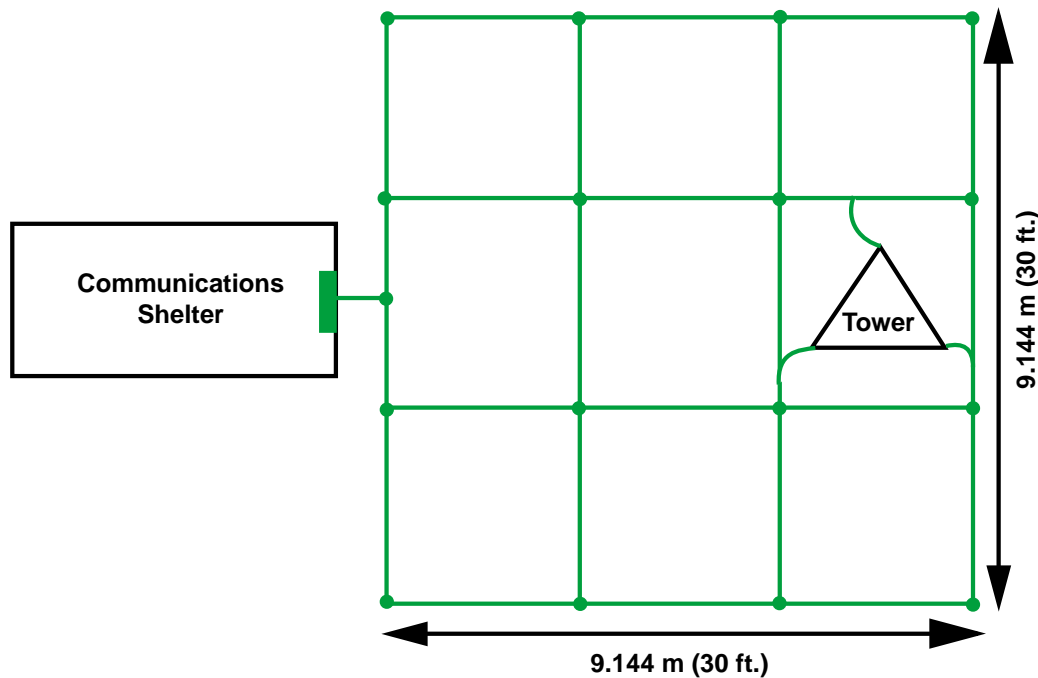 Communications
Shelter
Tower
9.144 m (30 ft.)
9.144 m (30 ft.)